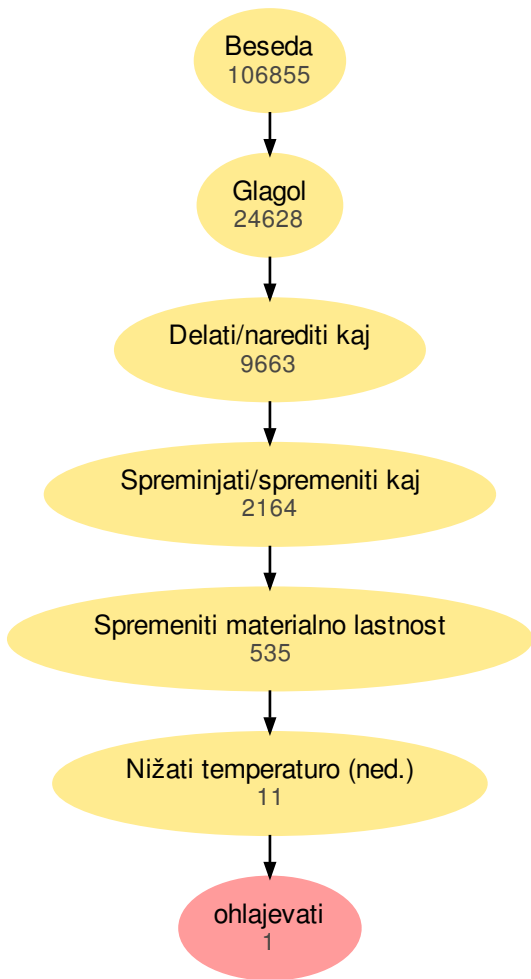 Beseda
106855
Glagol
24628
Delati/narediti kaj
9663
Spreminjati/spremeniti kaj
2164
Spremeniti materialno lastnost
535
Nižati temperaturo (ned.)
11
ohlajevati
1